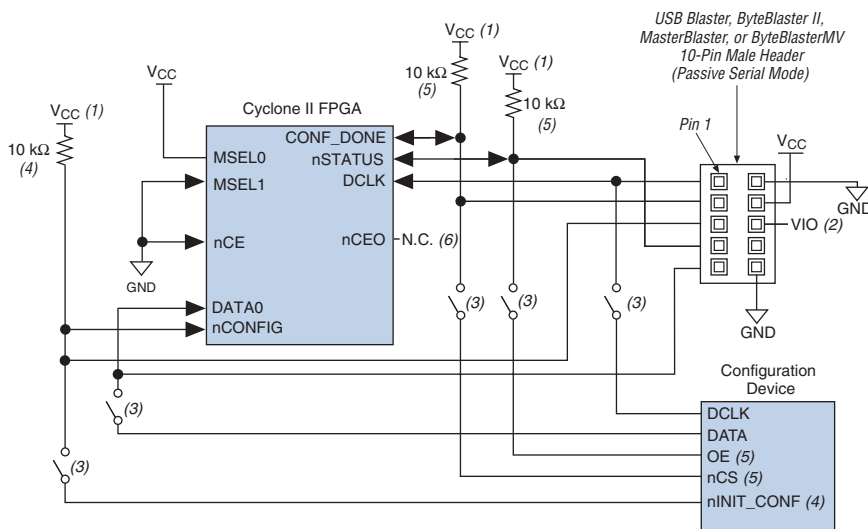 USB Blaster, ByteBlaster II,
MasterBlaster, or ByteBlasterMV
10-Pin Male Header
(Passive Serial Mode)
VCC (1)
VCC (1)
VCC
10 kΩ
(5)
10 kΩ
(5)
VCC (1)
10 kΩ
(4)
Cyclone II FPGA
CONF_DONE
nSTATUS
DCLK
MSEL0
MSEL1
nCE
nCEO
N.C. (6)
DATA0
nCONFIG
GND
Pin 1
VCC
GND
VIO (2)
GND
(3)
(3)
(3)
(3)
(3)
Configuration
Device
DCLK
DATA
OE (5)
nCS (5)
nINIT_CONF (4)